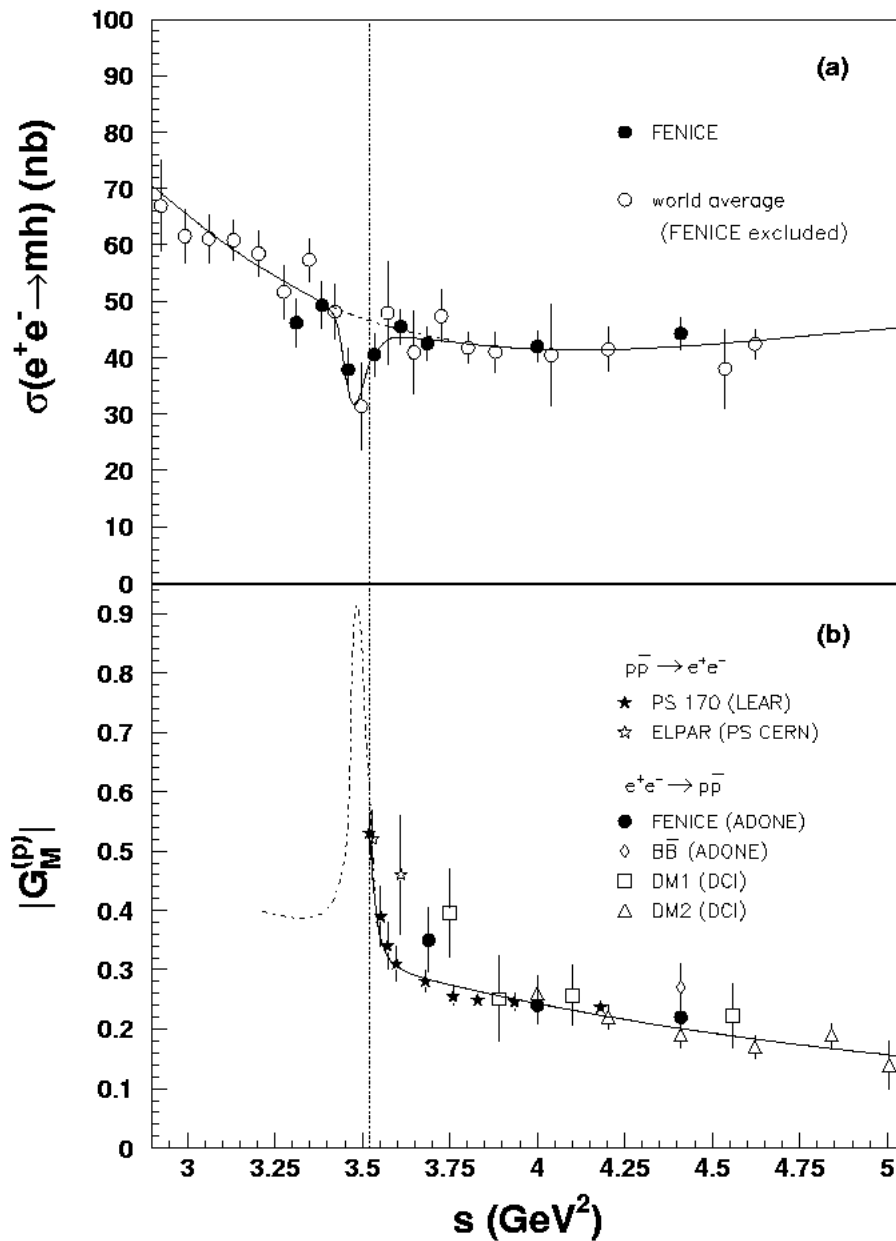 100
90
80
70
60
50
40
30
20
10
0
σ(e⁺e⁻→mh) (nb)
(a)
FENICE
world average
(FENICE excluded)
0.9
0.8
0.7
0.6
0.5
0.4
0.3
0.2
0.1
0
|G_M^(p)|
(b)
pp̅ → e⁺e⁻
PS 170 (LEAR)
ELPAR (PS CERN)
e⁺e⁻ → pp̅
FENICE (ADONE)
BB̅ (ADONE)
DM1 (DCI)
DM2 (DCI)
3 3.25 3.5 3.75 4 4.25 4.5 4.75 5
s (GeV²)